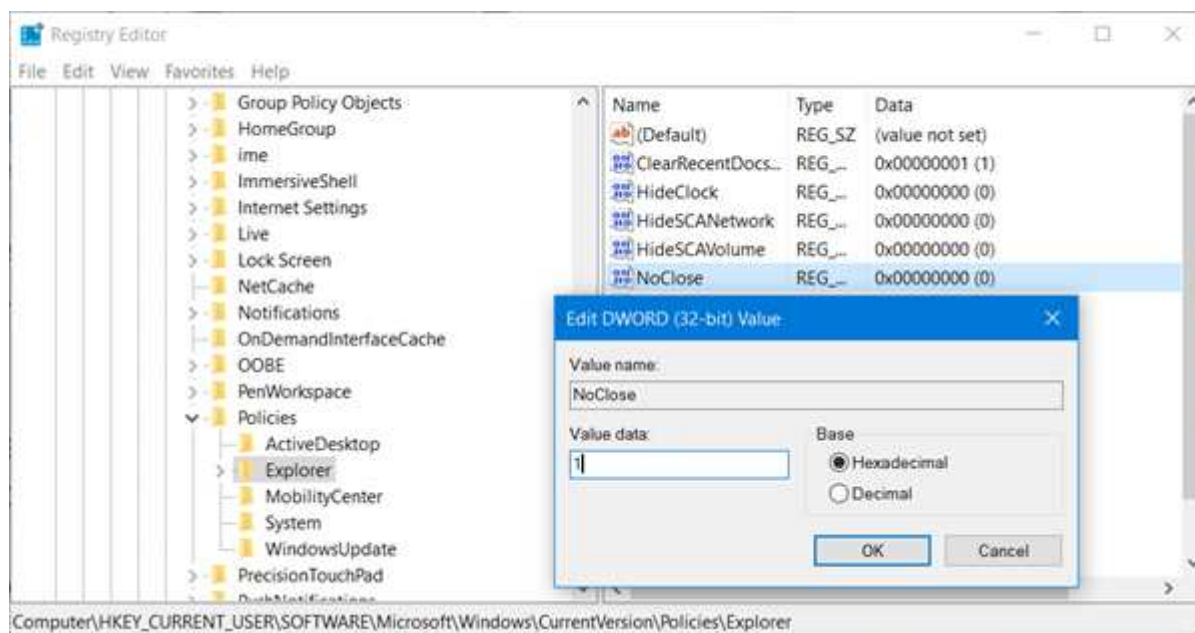 Registry Editor
File Edit View Favorites Help
Group Policy Objects
HomeGroup
ime
ImmersiveShell
Internet Settings
Live
Lock Screen
NetCache
Notifications
OnDemandInterfaceCache
OOBE
PenWorkspace
Policies
ActiveDesktop
Explorer
MobilityCenter
System
WindowsUpdate
PrecisionTouchPad
PushNotifications
Name Type Data
(Default) REG_SZ (value not set)
ClearRecentDocs... REG_... 0x00000001 (1)
HideClock REG_... 0x00000000 (0)
HideSCANetwork REG_... 0x00000000 (0)
HideSCAVolume REG_... 0x00000000 (0)
NoClose REG_... 0x00000000 (0)
Edit DWORD (32-bit) Value
Value name:
NoClose
Value data: Base
1 Hexadecimal
Decimal
OK Cancel
Computer\HKEY_CURRENT_USER\SOFTWARE\Microsoft\Windows\CurrentVersion\Policies\Explorer